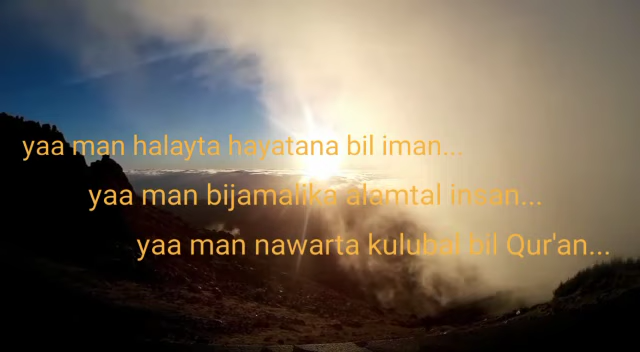 yaa man halayta hayatana bil iman...
yaa man bijamalika alamtal insan...
yaa man nawarta kulubal bil Qur'an...